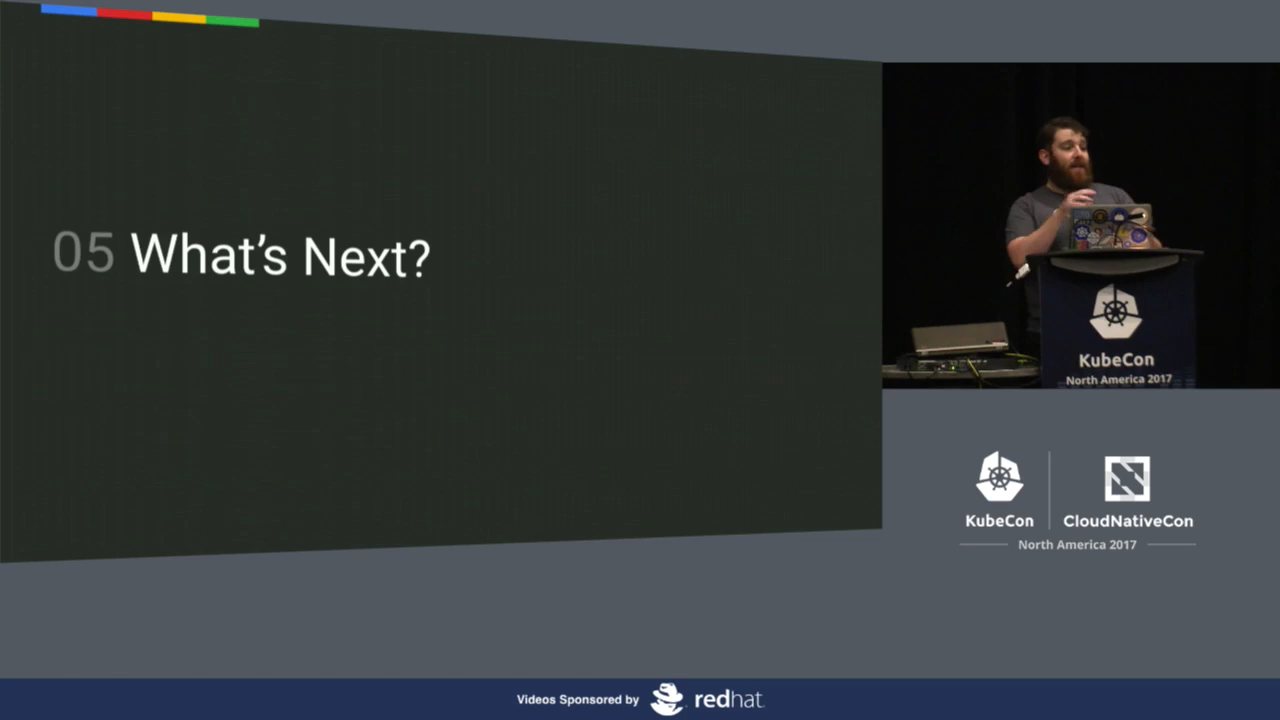 05 What's Next?
KubeCon
North America 2017
KubeCon
CloudNativeCon
North America 2017
Videos Sponsored by
redhat